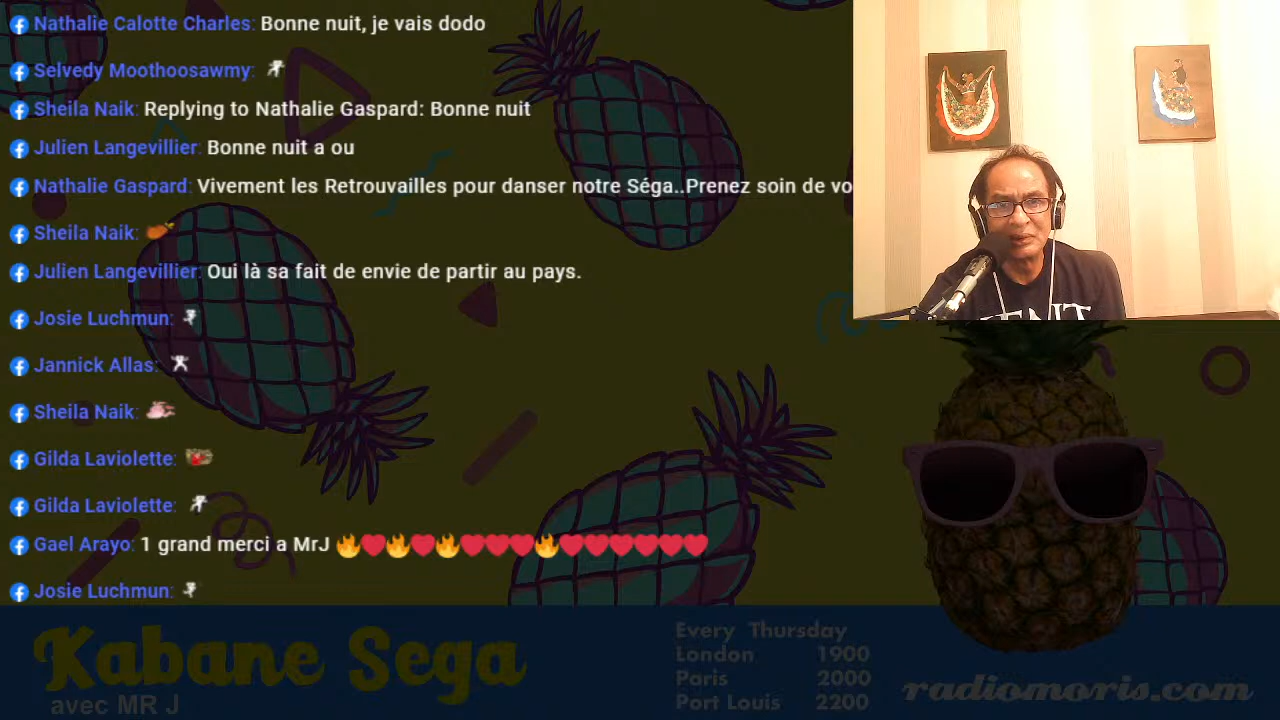 Nathalie Calotte Charles: Bonne nuit, je vais dodo
Selvedy Moothoosawmy:
Sheila Naik: Replying to Nathalie Gaspard: Bonne nuit
Julien Langevillier: Bonne nuit a ou
Nathalie Gaspard: Vivement les Retrouvailles pour danser notre Séga..Prenez soin de vo
Sheila Naik:
Julien Langevillier: Oui là sa fait de envie de partir au pays.
Josie Luchmun:
Jannick Allas:
Sheila Naik:
Gilda Laviolette:
Gilda Laviolette:
Gael Arayo: 1 grand merci a MrJ 🔥❤️🔥❤️🔥❤️❤️❤️🔥❤️❤️❤️❤️❤️❤️
Josie Luchmun:
Kabane Sega
avec MR J
Every Thursday
London 1900
Paris 2000
Port Louis 2200
radiomoris.com